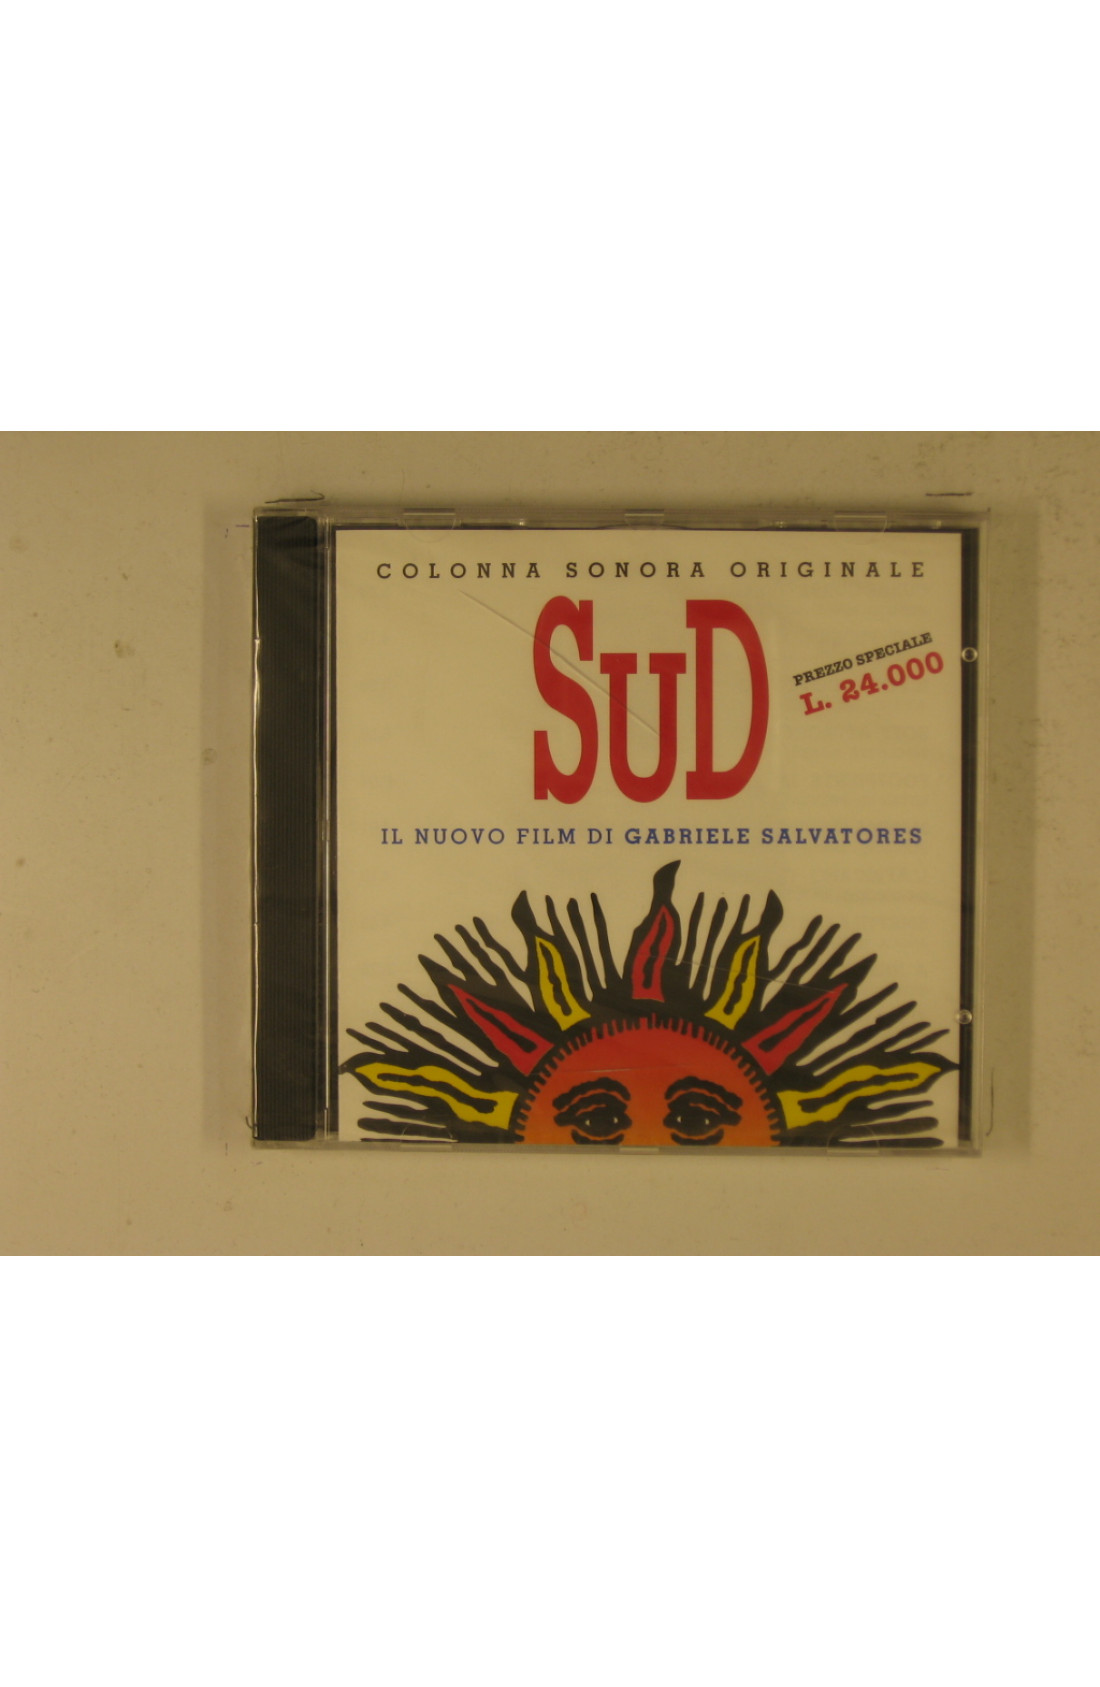 COLONNA SONORA ORIGINALE
SUD
PREZZO SPECIALE
L. 24.000
IL NUOVO FILM DI GABRIELE SALVATORES